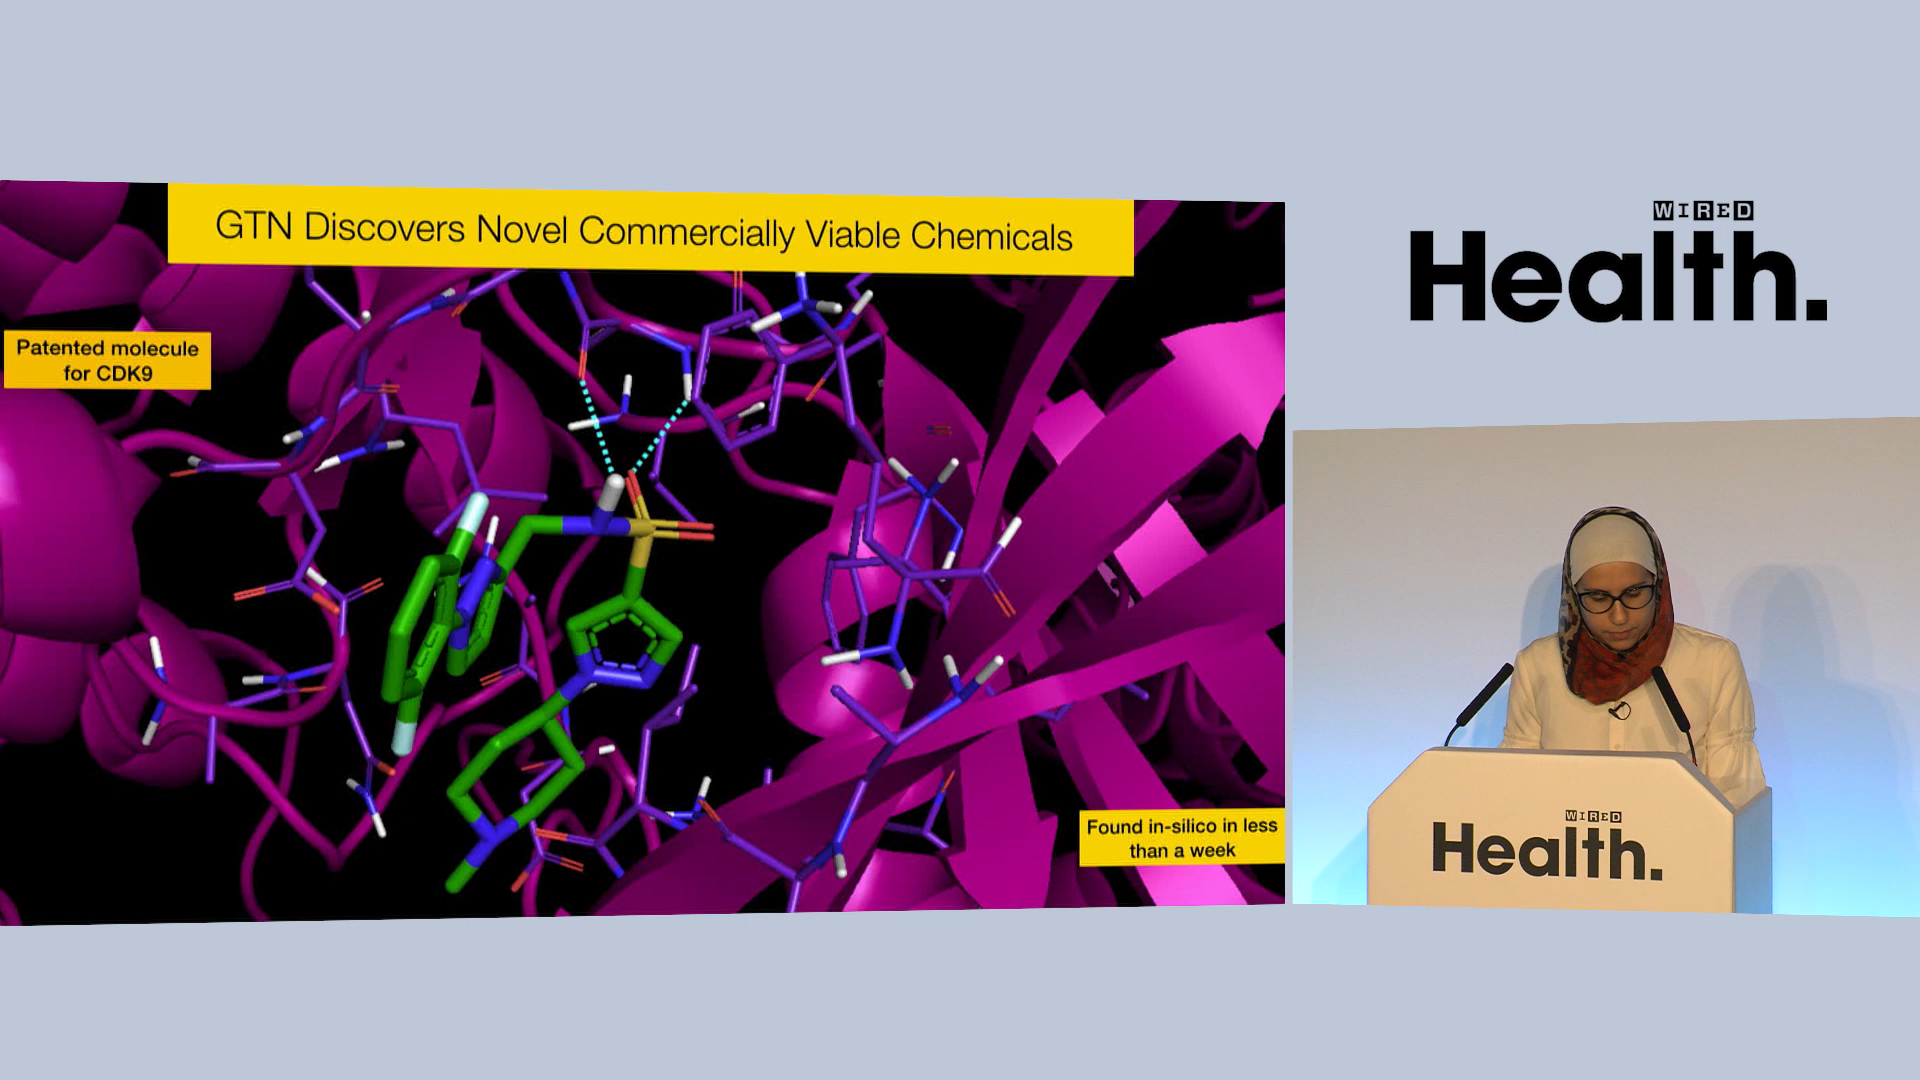 GTN Discovers Novel Commercially Viable Chemicals
Patented molecule
for CDK9
Found in-silico in less
than a week
WIRED
Health.
WIRED
Health.